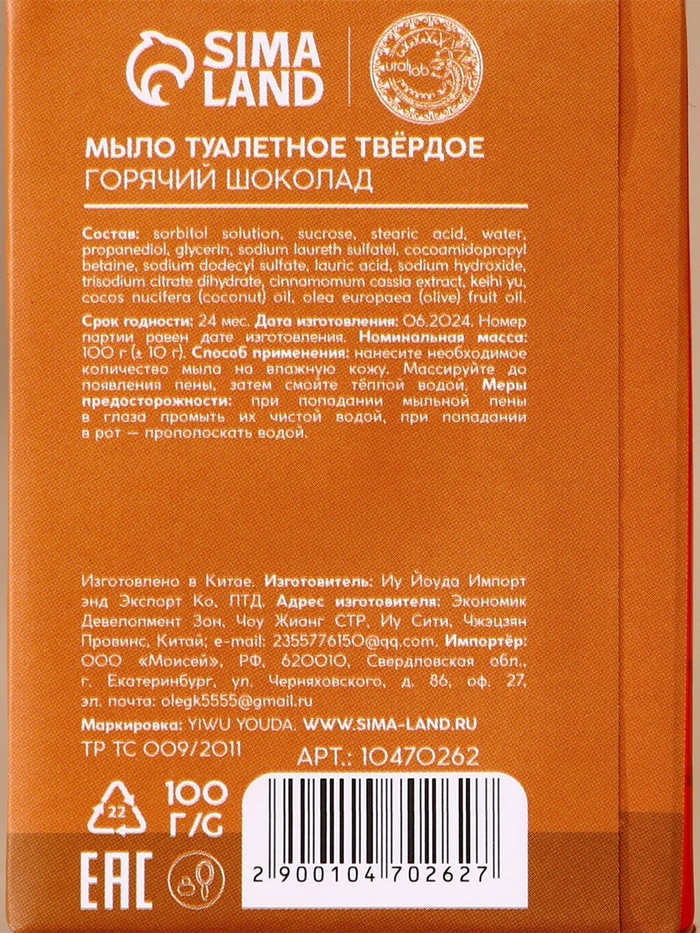 SIMA
LAND
ural lab
МЫЛО ТУАЛЕТНОЕ ТВЁРДОЕ
ГОРЯЧИЙ ШОКОЛАД
Состав: sorbitol solution, sucrose, stearic acid, water,
propanediol, glycerin, sodium laureth sulfatel, cocoamidopropyl
betaine, sodium dodecyl sulfate, lauric acid, sodium hydroxide,
trisodium citrate dihydrate, cinnamomum cassia extract, keihi yu,
cocos nucifera (coconut) oil, olea europaea (olive) fruit oil.
Срок годности: 24 мес. Дата изготовления: 06.2024. Номер
партии равен дате изготовления. Номинальная масса:
100 г (± 10 г). Способ применения: нанесите необходимое
количество мыла на влажную кожу. Массируйте до
появления пены, затем смойте тёплой водой. Меры
предосторожности: при попадании мыльной пены
в глаза промыть их чистой водой, при попадании
в рот — прополоскать водой.
Изготовлено в Китае. Изготовитель: Иу Йоуда Импорт
энд Экспорт Ко, ЛТД. Адрес изготовителя: Экономик
Девелопмент Зон, Чоу Жианг СТР, Иу Сити, Чжэцзян
Провинс, Китай; e-mail: 2355776150@qq.com. Импортёр:
ООО «Моисей», РФ, 620010, Свердловская обл.,
г. Екатеринбург, ул. Черняховского, д. 86, оф. 27,
эл. почта: olegk5555@gmail.ru
Маркировка: YIWU YOUDA. WWW.SIMA-LAND.RU
ТР ТС 009/2011
АРТ.: 10470262
22
100
Г/G
EAC
2 900104 702627